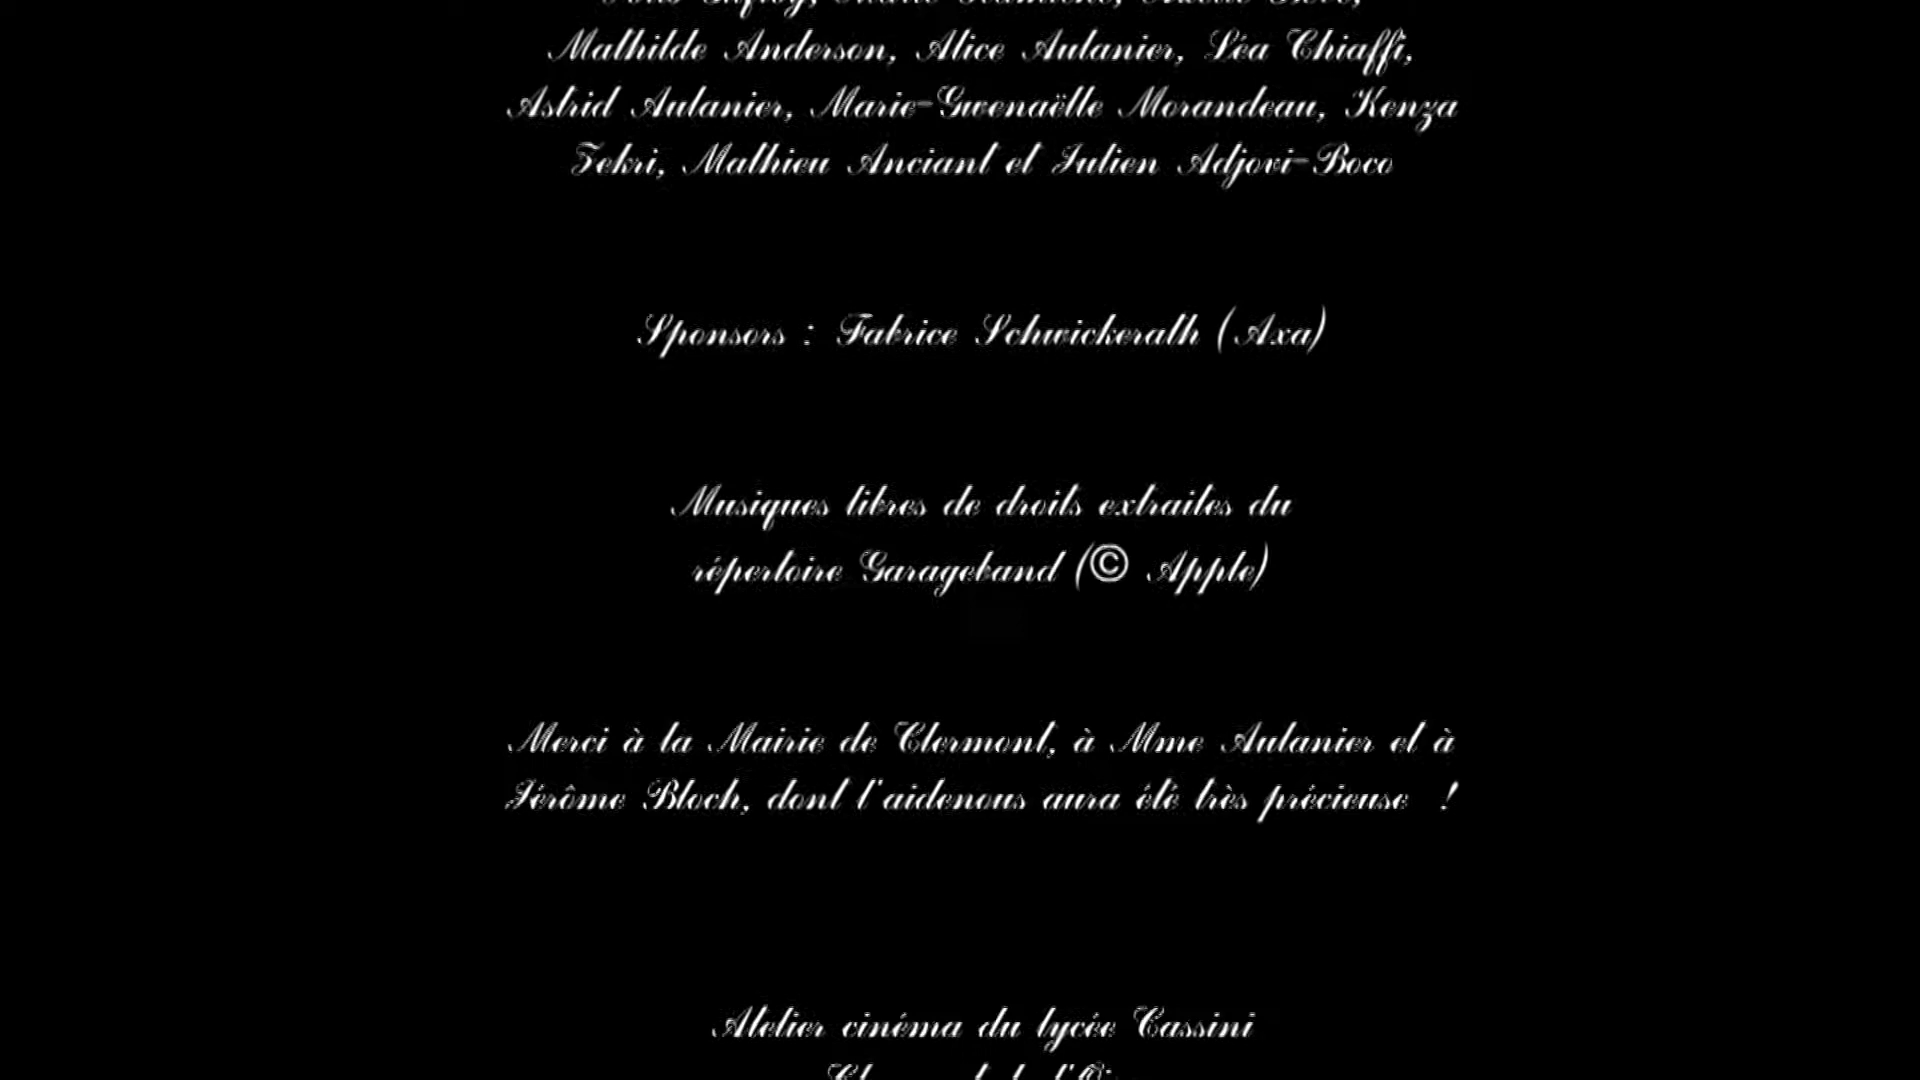 Mathilde Anderson, Alice Aulanier, Léa Chiaffi,
Astrid Aulanier, Marie-Gwenaëlle Morandeau, Kenza
Zekri, Mathieu Anciant et Julien Adjovi-Boco
Sponsors : Fabrice Schwickerath (Axa)
Musiques libres de droits extraites du
répertoire Garageband (© Apple)
Merci à la Mairie de Clermont, à Mme Aulanier et à
Jérôme Bloch, dont l'aidenous aura été très précieuse !
Atelier cinéma du lycée Cassini